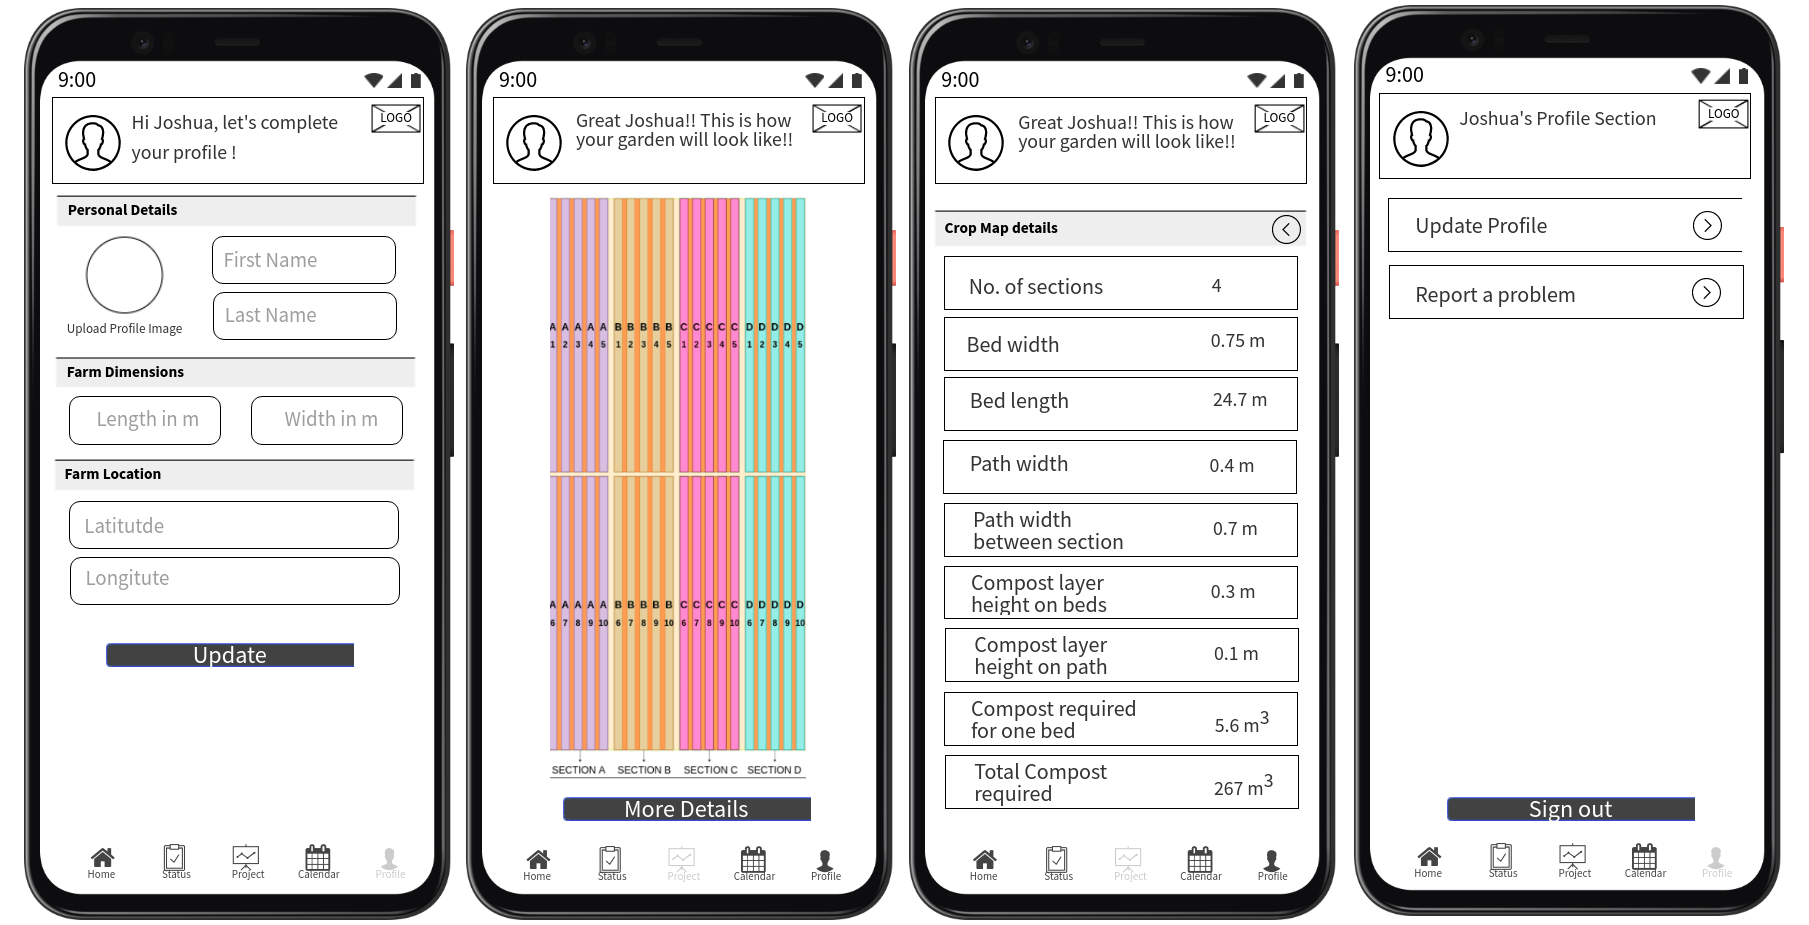 9:00
Hi Joshua, let's complete
your profile !
LOGO
Personal Details
First Name
Last Name
Upload Profile Image
Farm Dimensions
Length in m
Width in m
Farm Location
Latitutde
Longitute
Update
Home
Status
Project
Calendar
Profile
9:00
Great Joshua!! This is how
your garden will look like!!
LOGO
A A A A A B B B B B C C C C C D D D D D
1 2 3 4 5 1 2 3 4 5 1 2 3 4 5 1 2 3 4 5
A A A A A B B B B B C C C C C D D D D D
6 7 8 9 10 6 7 8 9 10 6 7 8 9 10 6 7 8 9 10
SECTION A SECTION B SECTION C SECTION D
More Details
Home
Status
Project
Calendar
Profile
9:00
Great Joshua!! This is how
your garden will look like!!
LOGO
Crop Map details
No. of sections 4
Bed width 0.75 m
Bed length 24.7 m
Path width 0.4 m
Path width
between section 0.7 m
Compost layer
height on beds 0.3 m
Compost layer
height on path 0.1 m
Compost required
for one bed 5.6 m³
Total Compost
required 267 m³
Home
Status
Project
Calendar
Profile
9:00
Joshua's Profile Section
LOGO
Update Profile
Report a problem
Sign out
Home
Status
Project
Calendar
Profile